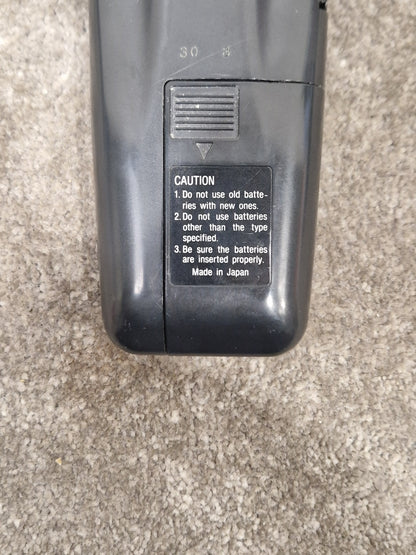 30 M
CAUTION
1. Do not use old batte-
ries with new ones.
2. Do not use batteries
other than the type
specified.
3. Be sure the batteries
are inserted properly.
Made in Japan